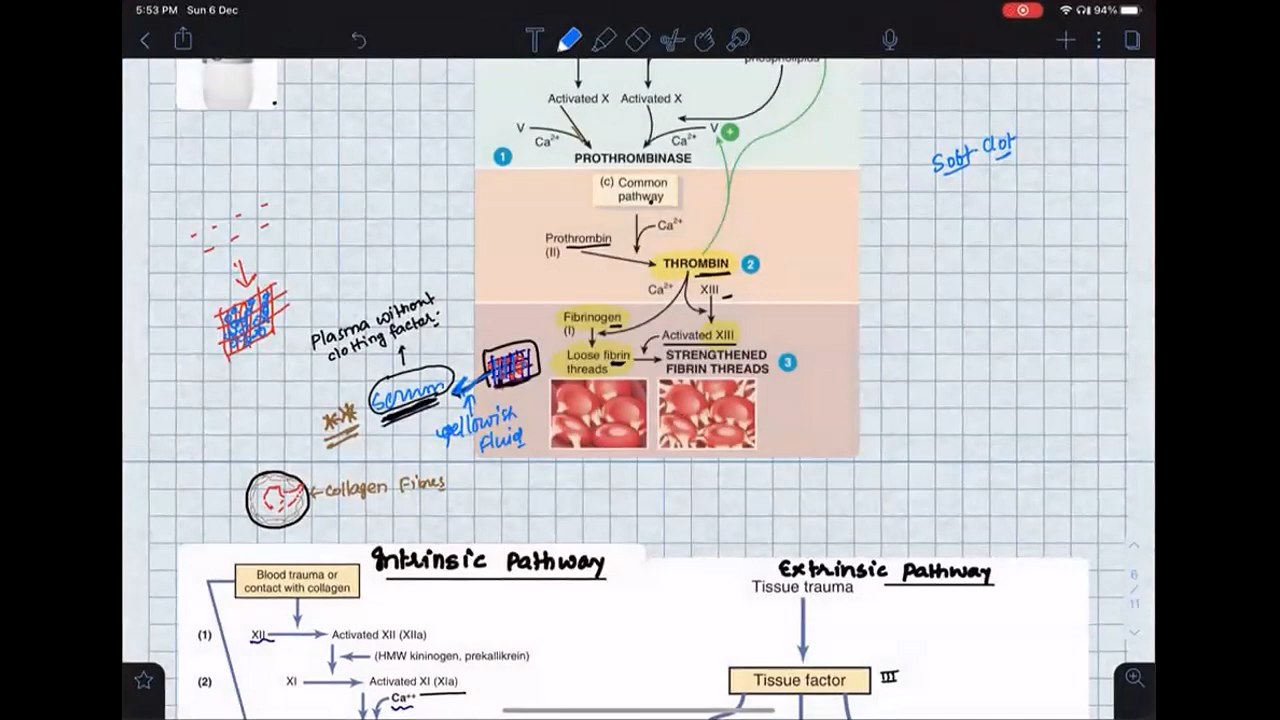 5:53 PM Sun 6 Dec
94%
phospholipids
Activated X Activated X
V
Ca2+
Ca2+
V +
1 PROTHROMBINASE
(c) Common
pathway
Ca2+
Prothrombin
(II)
THROMBIN 2
Ca2+ XIII
Fibrinogen
(I)
Activated XIII
Loose fibrin
threads
STRENGTHENED
FIBRIN THREADS 3
Soft Clot
Plasma without
clotting factor:
Serum
yellowish
fluid
Collagen Fibres
Intrinsic Pathway
Blood trauma or
contact with collagen
(1) XII Activated XII (XIIa)
(HMW kininogen, prekallikrein)
(2) XI Activated XI (XIa)
Ca++
Extrinsic Pathway
Tissue trauma
Tissue factor III
6
/
11